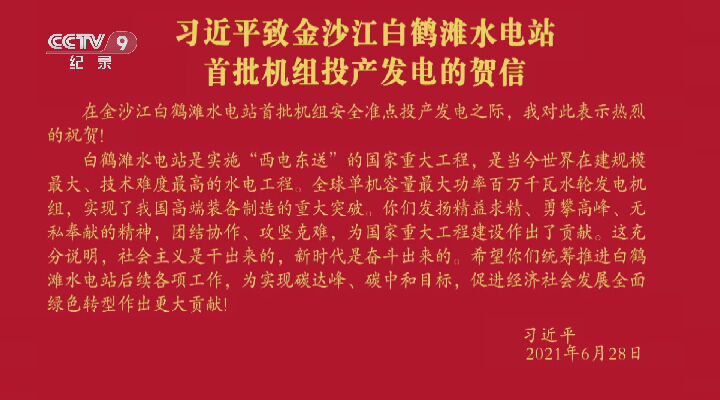 CCTV 9
纪录
习近平致金沙江白鹤滩水电站
首批机组投产发电的贺信
在金沙江白鹤滩水电站首批机组安全准点投产发电之际，我对此表示热烈
的祝贺！
白鹤滩水电站是实施“西电东送”的国家重大工程，是当今世界在建规模
最大、技术难度最高的水电工程。全球单机容量最大功率百万千瓦水轮发电机
组，实现了我国高端装备制造的重大突破。你们发扬精益求精、勇攀高峰、无
私奉献的精神，团结协作、攻坚克难，为国家重大工程建设作出了贡献。这充
分说明，社会主义是干出来的，新时代是奋斗出来的。希望你们统筹推进白鹤
滩水电站后续各项工作，为实现碳达峰、碳中和目标，促进经济社会发展全面
绿色转型作出更大贡献！
习近平
2021年6月28日